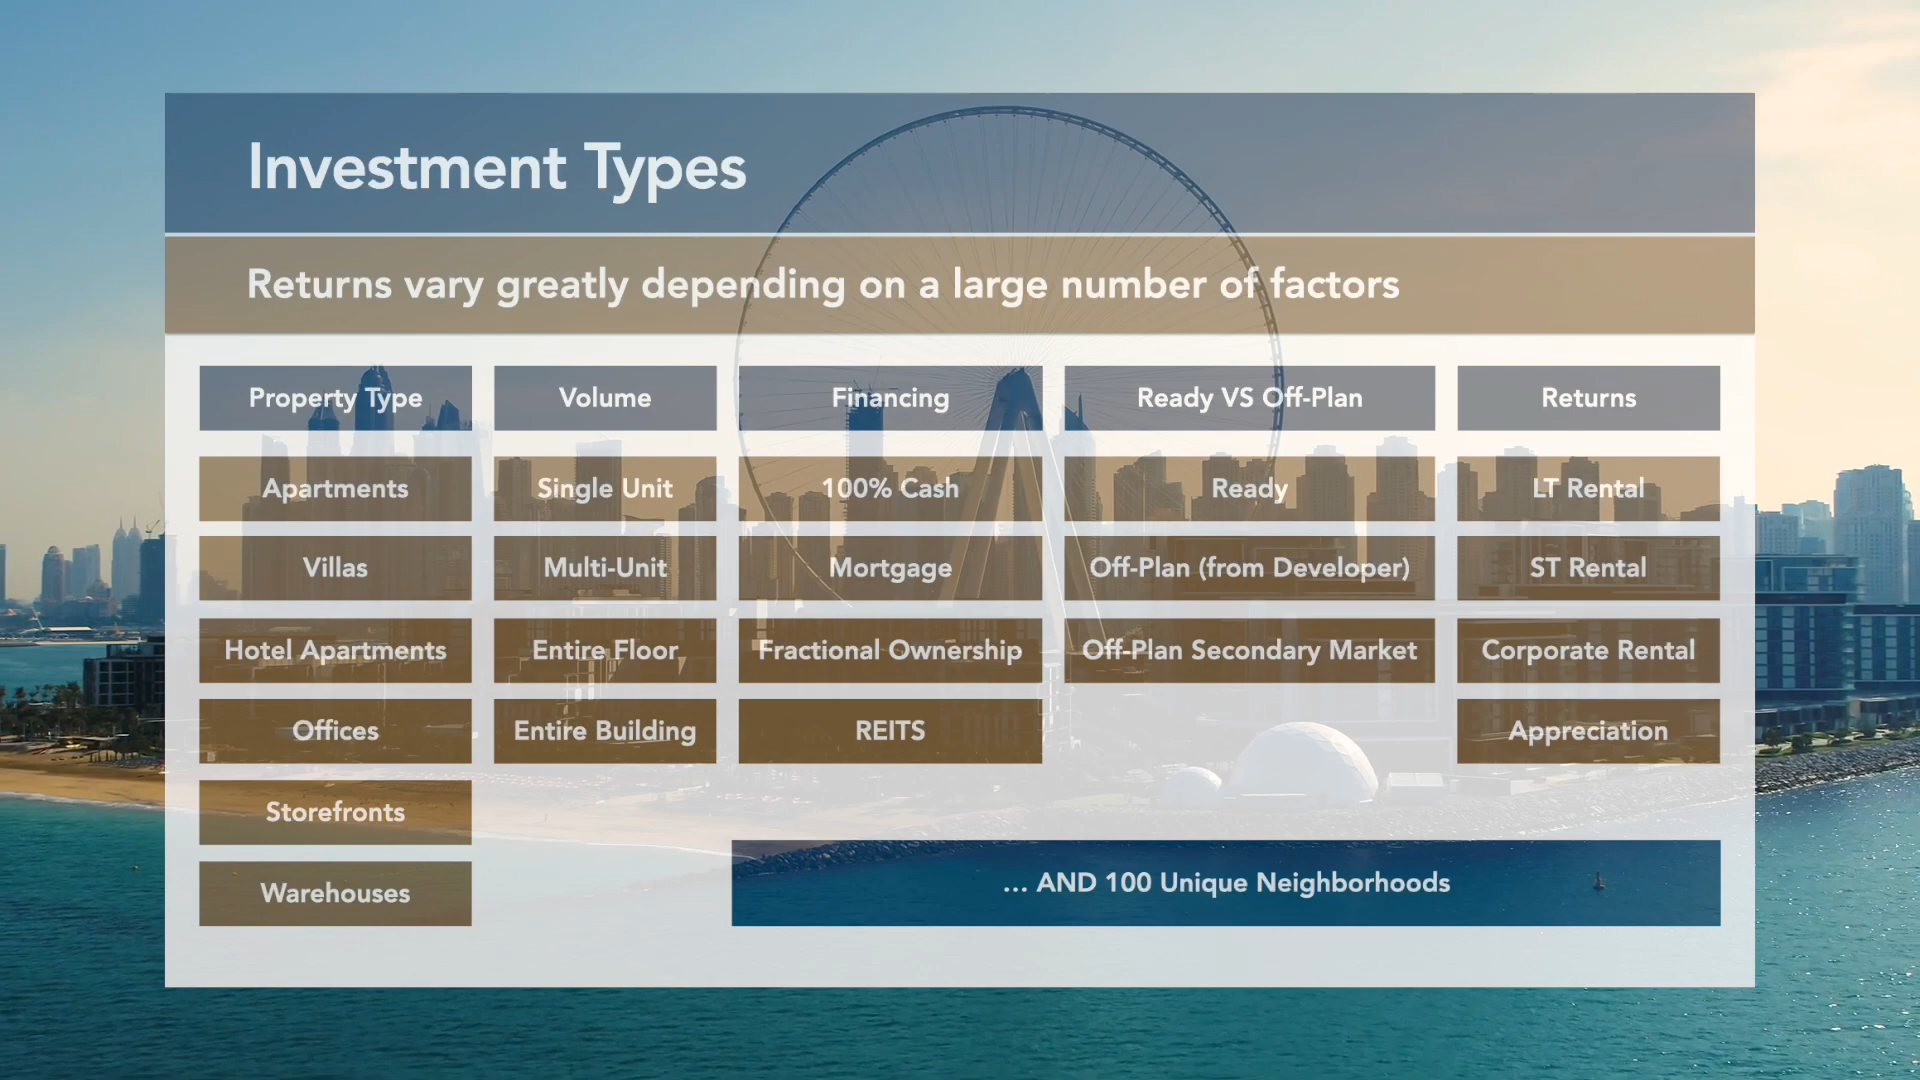 Investment Types
Returns vary greatly depending on a large number of factors
Property Type
Volume
Financing
Ready VS Off-Plan
Returns
Apartments
Single Unit
100% Cash
Ready
LT Rental
Villas
Multi-Unit
Mortgage
Off-Plan (from Developer)
ST Rental
Hotel Apartments
Entire Floor
Fractional Ownership
Off-Plan Secondary Market
Corporate Rental
Offices
Entire Building
REITS
Appreciation
Storefronts
Warehouses
... AND 100 Unique Neighborhoods